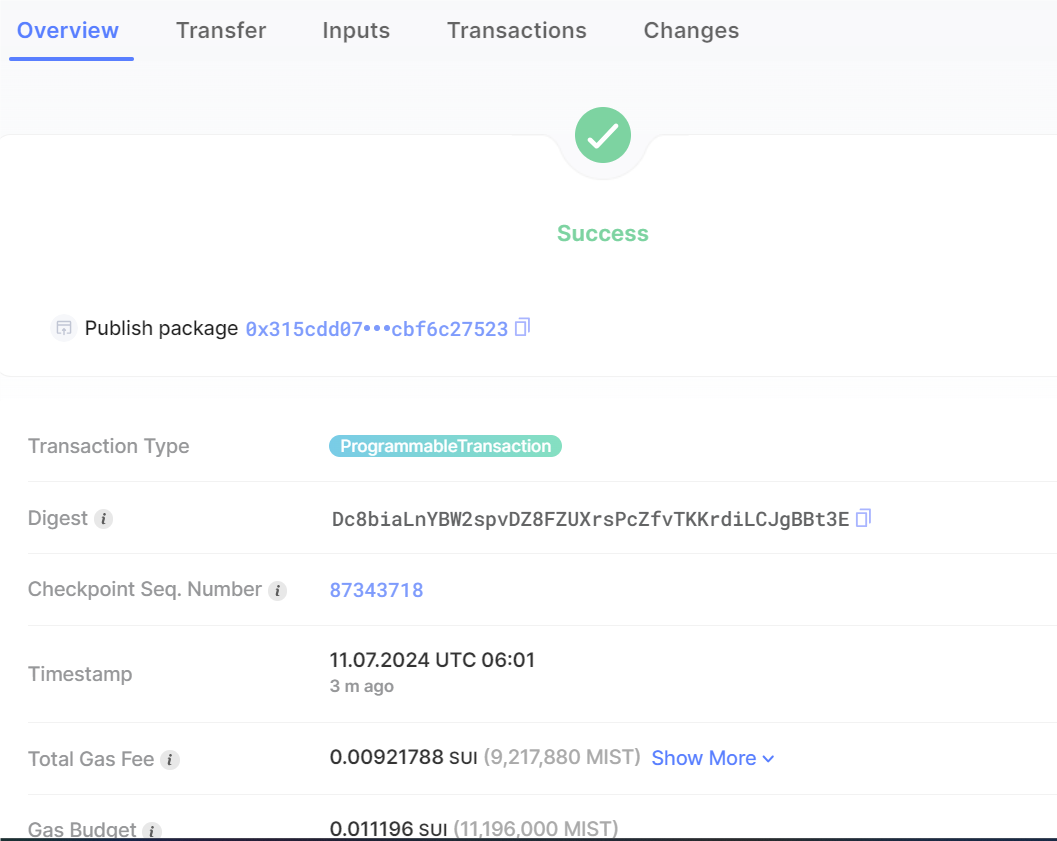 Overview Transfer Inputs Transactions Changes
Success
Publish package 0x315cdd07•••cbf6c27523
Transaction Type ProgrammableTransaction
Digest i Dc8biaLnYBW2spvDZ8FZUXrsPcZfvTKKrdiLCJgBBt3E
Checkpoint Seq. Number i 87343718
Timestamp 11.07.2024 UTC 06:01
3 m ago
Total Gas Fee i 0.00921788 SUI (9,217,880 MIST) Show More
Gas Budget i 0.011196 SUI (11,196,000 MIST)